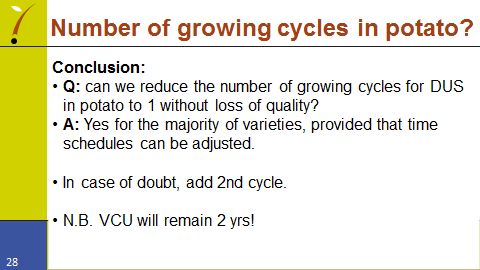 Number of growing cycles in potato?
Conclusion:
• Q: can we reduce the number of growing cycles for DUS
in potato to 1 without loss of quality?
• A: Yes for the majority of varieties, provided that time
schedules can be adjusted.
• In case of doubt, add 2nd cycle.
• N.B. VCU will remain 2 yrs!
28